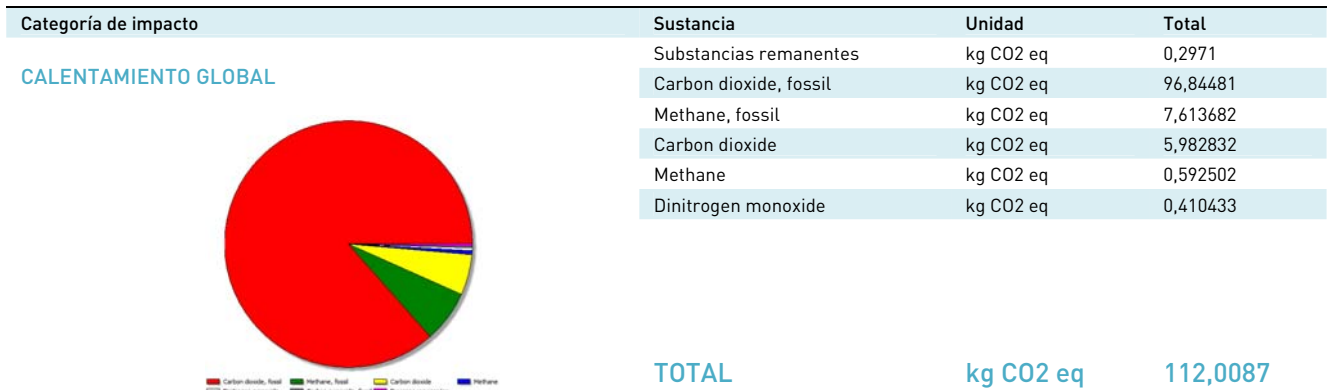 Categoría de impacto Sustancia Unidad Total
CALENTAMIENTO GLOBAL
Substancias remanentes kg CO2 eq 0,2971
Carbon dioxide, fossil kg CO2 eq 96,84481
Methane, fossil kg CO2 eq 7,613682
Carbon dioxide kg CO2 eq 5,982832
Methane kg CO2 eq 0,592502
Dinitrogen monoxide kg CO2 eq 0,410433
Carbon dioxide, fossil Methane, fossil Carbon dioxide Methane
TOTAL kg CO2 eq 112,0087